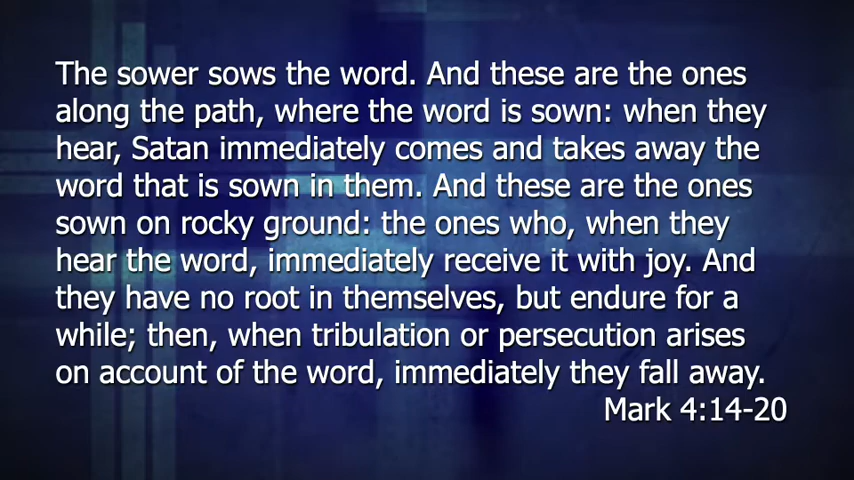 The sower sows the word. And these are the ones
along the path, where the word is sown: when they
hear, Satan immediately comes and takes away the
word that is sown in them. And these are the ones
sown on rocky ground: the ones who, when they
hear the word, immediately receive it with joy. And
they have no root in themselves, but endure for a
while; then, when tribulation or persecution arises
on account of the word, immediately they fall away.
Mark 4:14-20